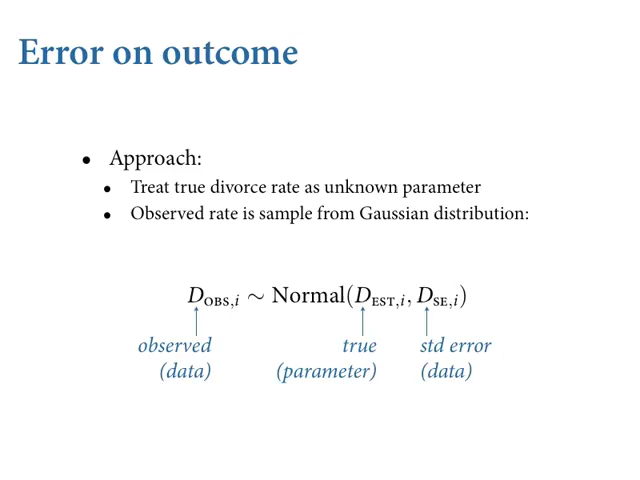 Error on outcome
• Approach:
• Treat true divorce rate as unknown parameter
• Observed rate is sample from Gaussian distribution:
D_OBS,i ∼ Normal(D_EST,i, D_SE,i)
observed true std error
(data) (parameter) (data)